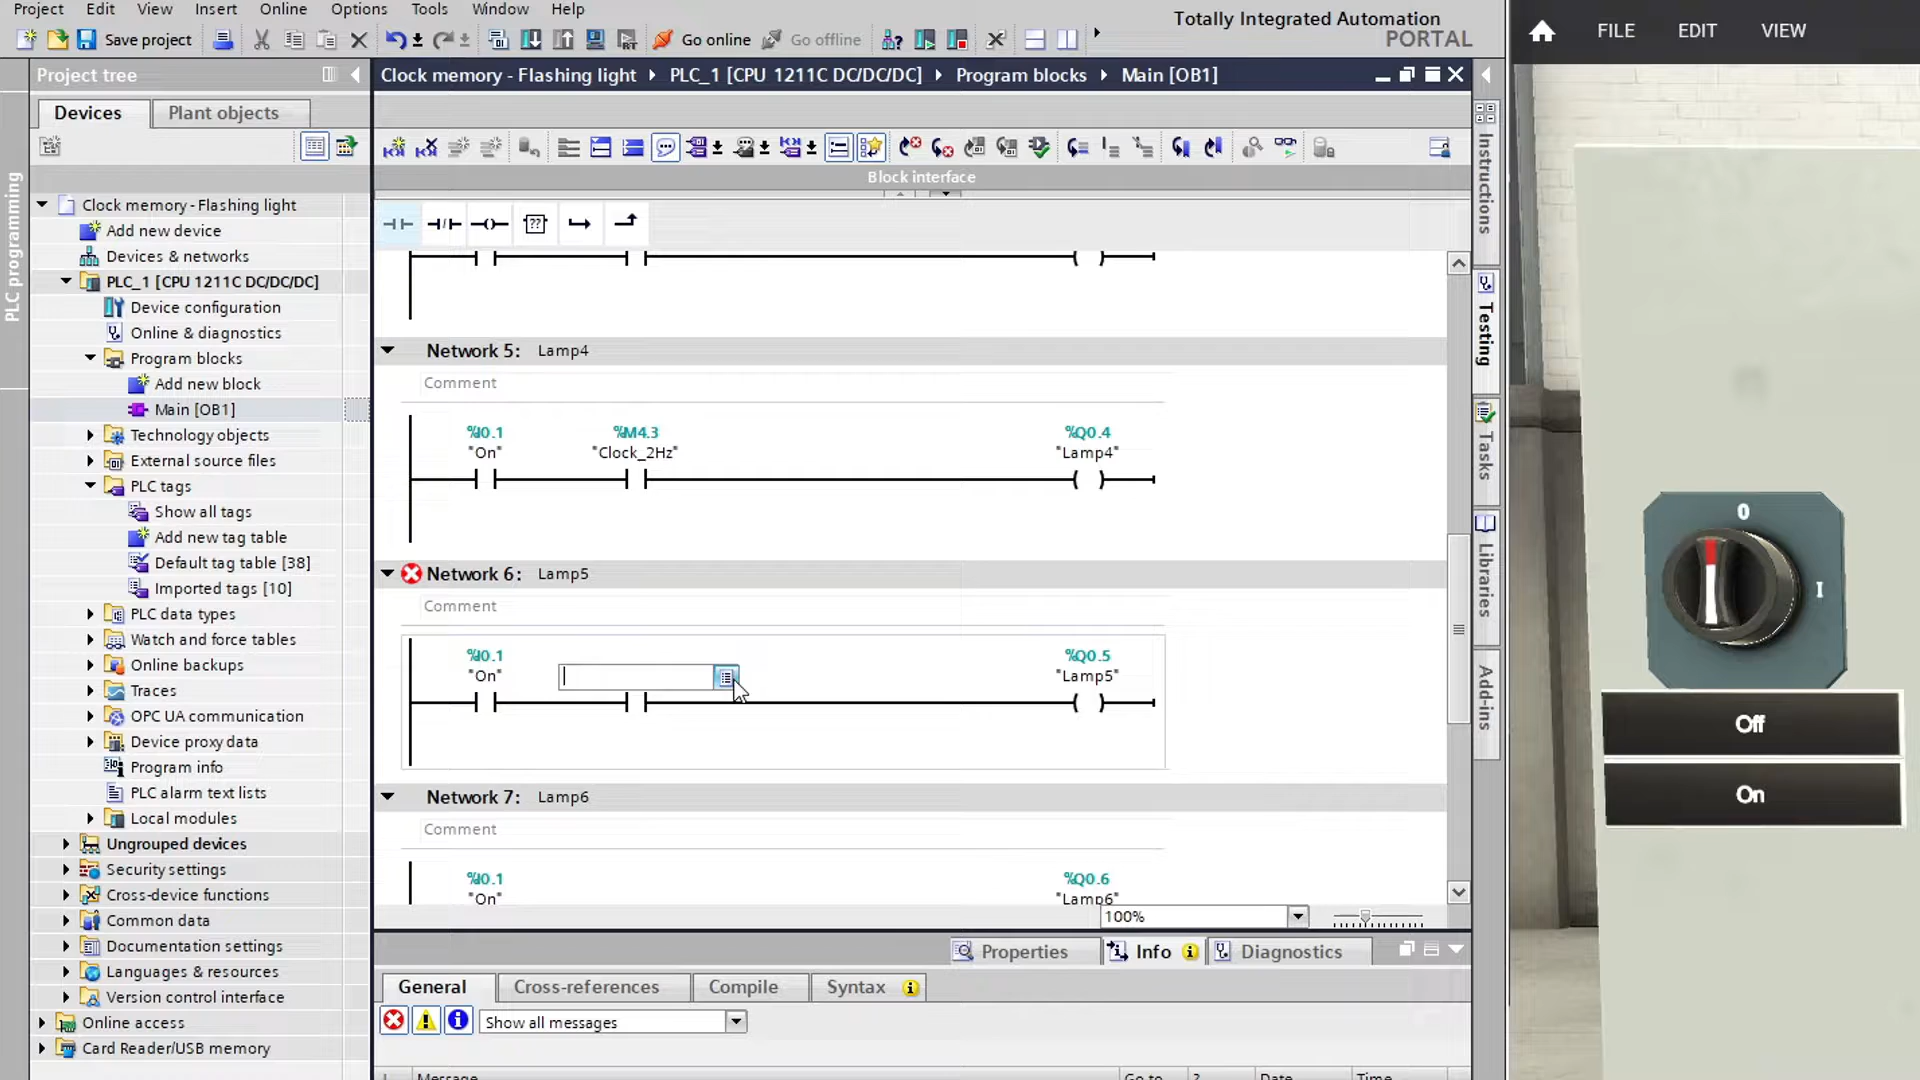 Project Edit View Insert Online Options Tools Window Help
Totally Integrated Automation
PORTAL
Save project
Go online
Go offline
FILE EDIT VIEW
Project tree
Clock memory - Flashing light PLC_1 [CPU 1211C DC/DC/DC] Program blocks Main [OB1]
Devices
Plant objects
Block interface
PLC programming
Clock memory - Flashing light
Add new device
Devices & networks
PLC_1 [CPU 1211C DC/DC/DC]
Device configuration
Online & diagnostics
Program blocks
Add new block
Main [OB1]
Technology objects
External source files
PLC tags
Show all tags
Add new tag table
Default tag table [38]
Imported tags [10]
PLC data types
Watch and force tables
Online backups
Traces
OPC UA communication
Device proxy data
Program info
PLC alarm text lists
Local modules
Ungrouped devices
Security settings
Cross-device functions
Common data
Documentation settings
Languages & resources
Version control interface
Online access
Card Reader/USB memory
??
Network 5: Lamp4
Comment
%I0.1
"On"
%M4.3
"Clock_2Hz"
%Q0.4
"Lamp4"
Network 6: Lamp5
Comment
%I0.1
"On"
%Q0.5
"Lamp5"
Network 7: Lamp6
Comment
%I0.1
"On"
%Q0.6
"Lamp6"
100%
Properties
Info
Diagnostics
General
Cross-references
Compile
Syntax
Show all messages
! Message Go to ? Date Time
Instructions
Testing
Tasks
Libraries
Add-ins
0
I
Off
On